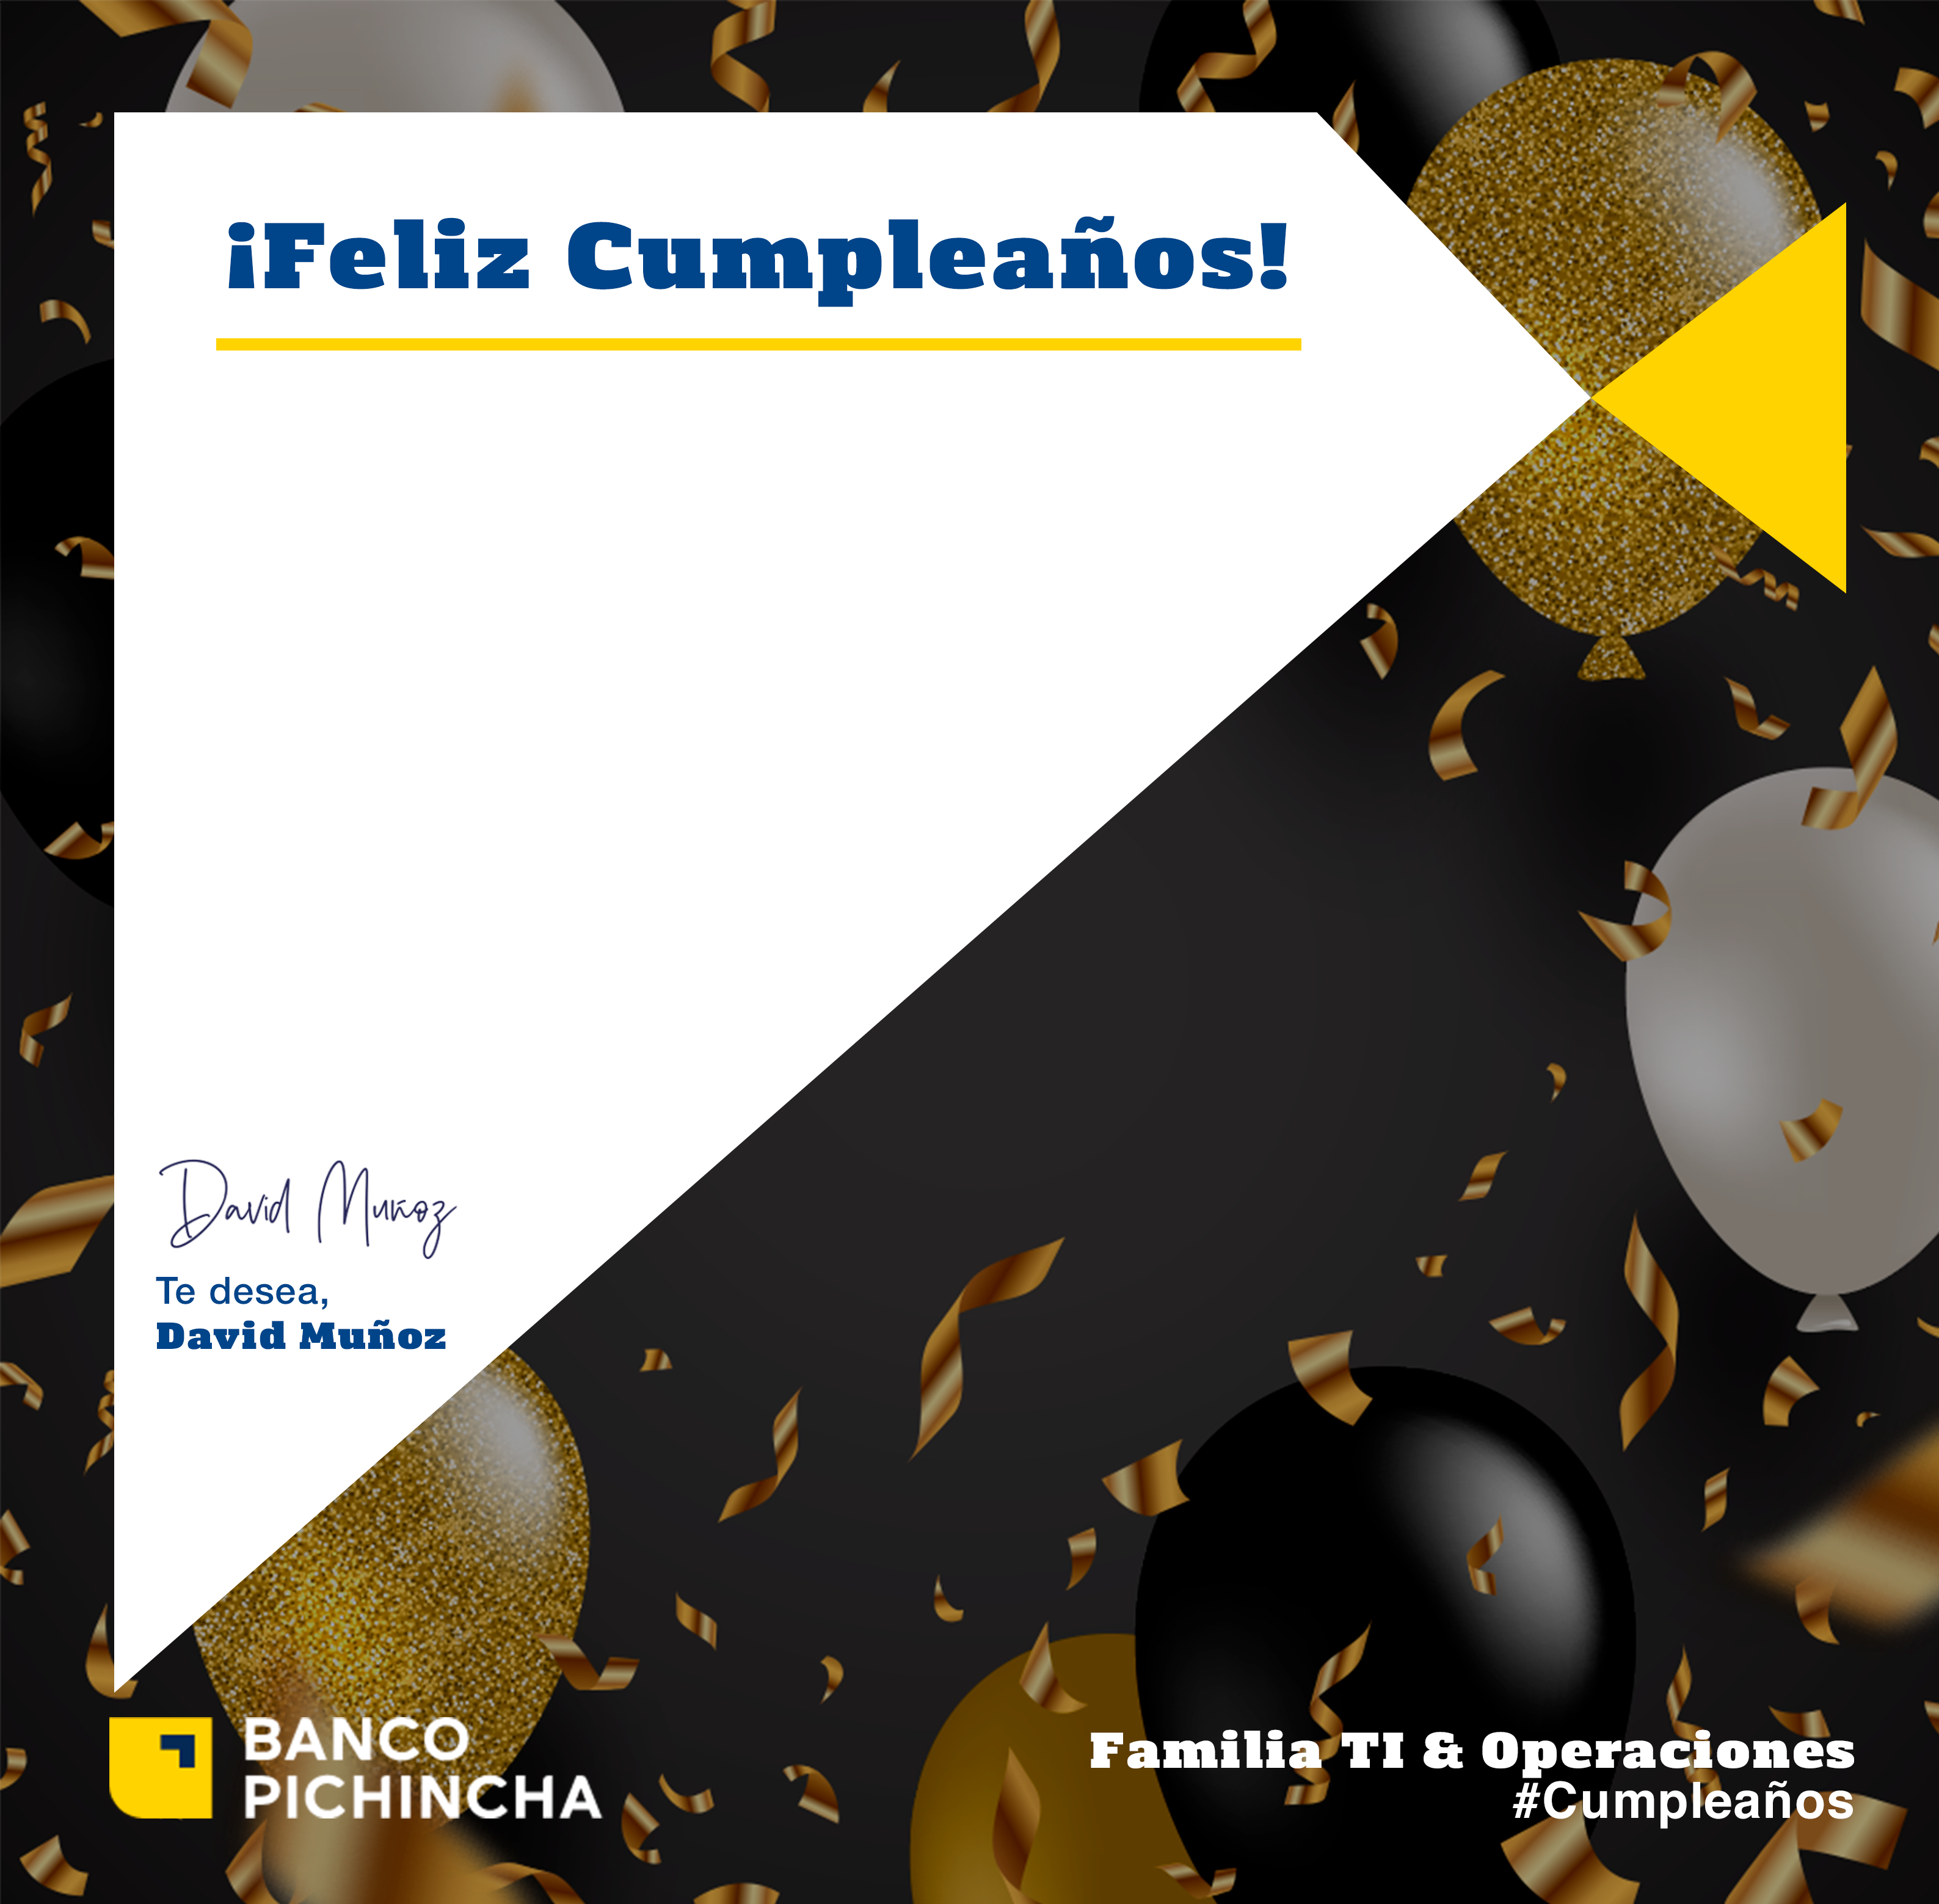 ¡Feliz Cumpleaños!
David Muñoz
Te desea,
David Muñoz
BANCO
PICHINCHA
Familia TI & Operaciones
#Cumpleaños